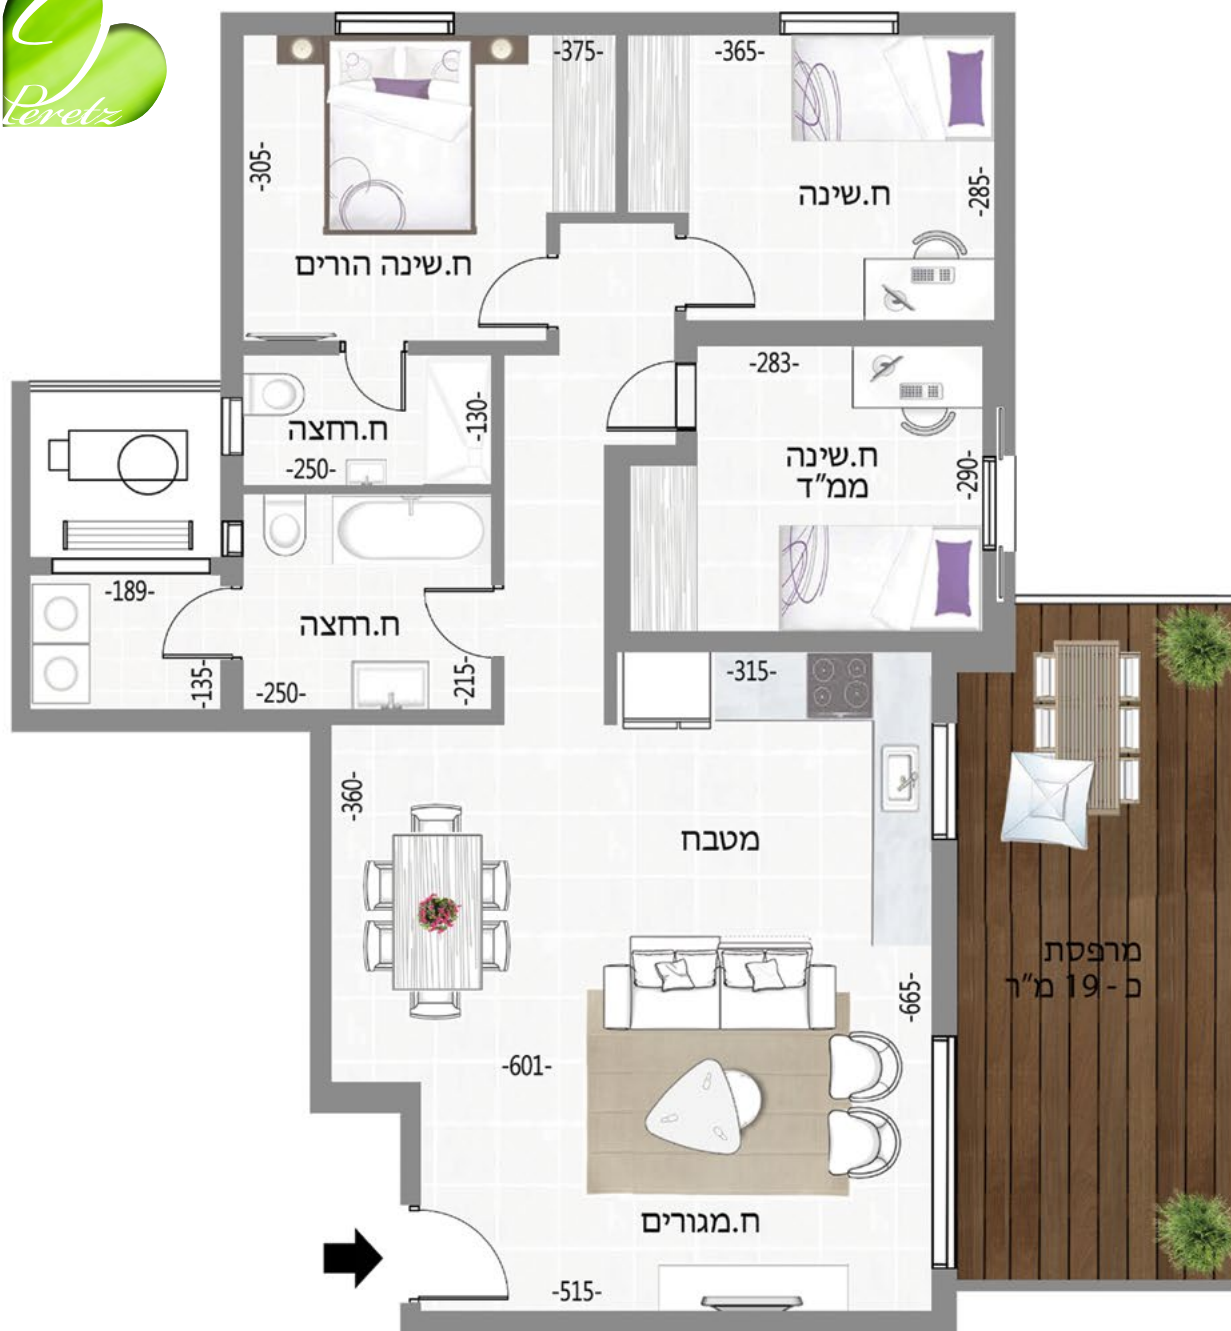 Peretz
-375-
-365-
-305-
-285-
ח.שינה
ח.שינה הורים
-283-
-130-
ח.רחצה
-250-
ח.שינה
ממ"ד
-290-
-189-
ח.רחצה
-135-
-250-
-215-
-315-
-360-
מטבח
מרפסת
כ - 19 מ"ר
-665-
-601-
ח.מגורים
-515-